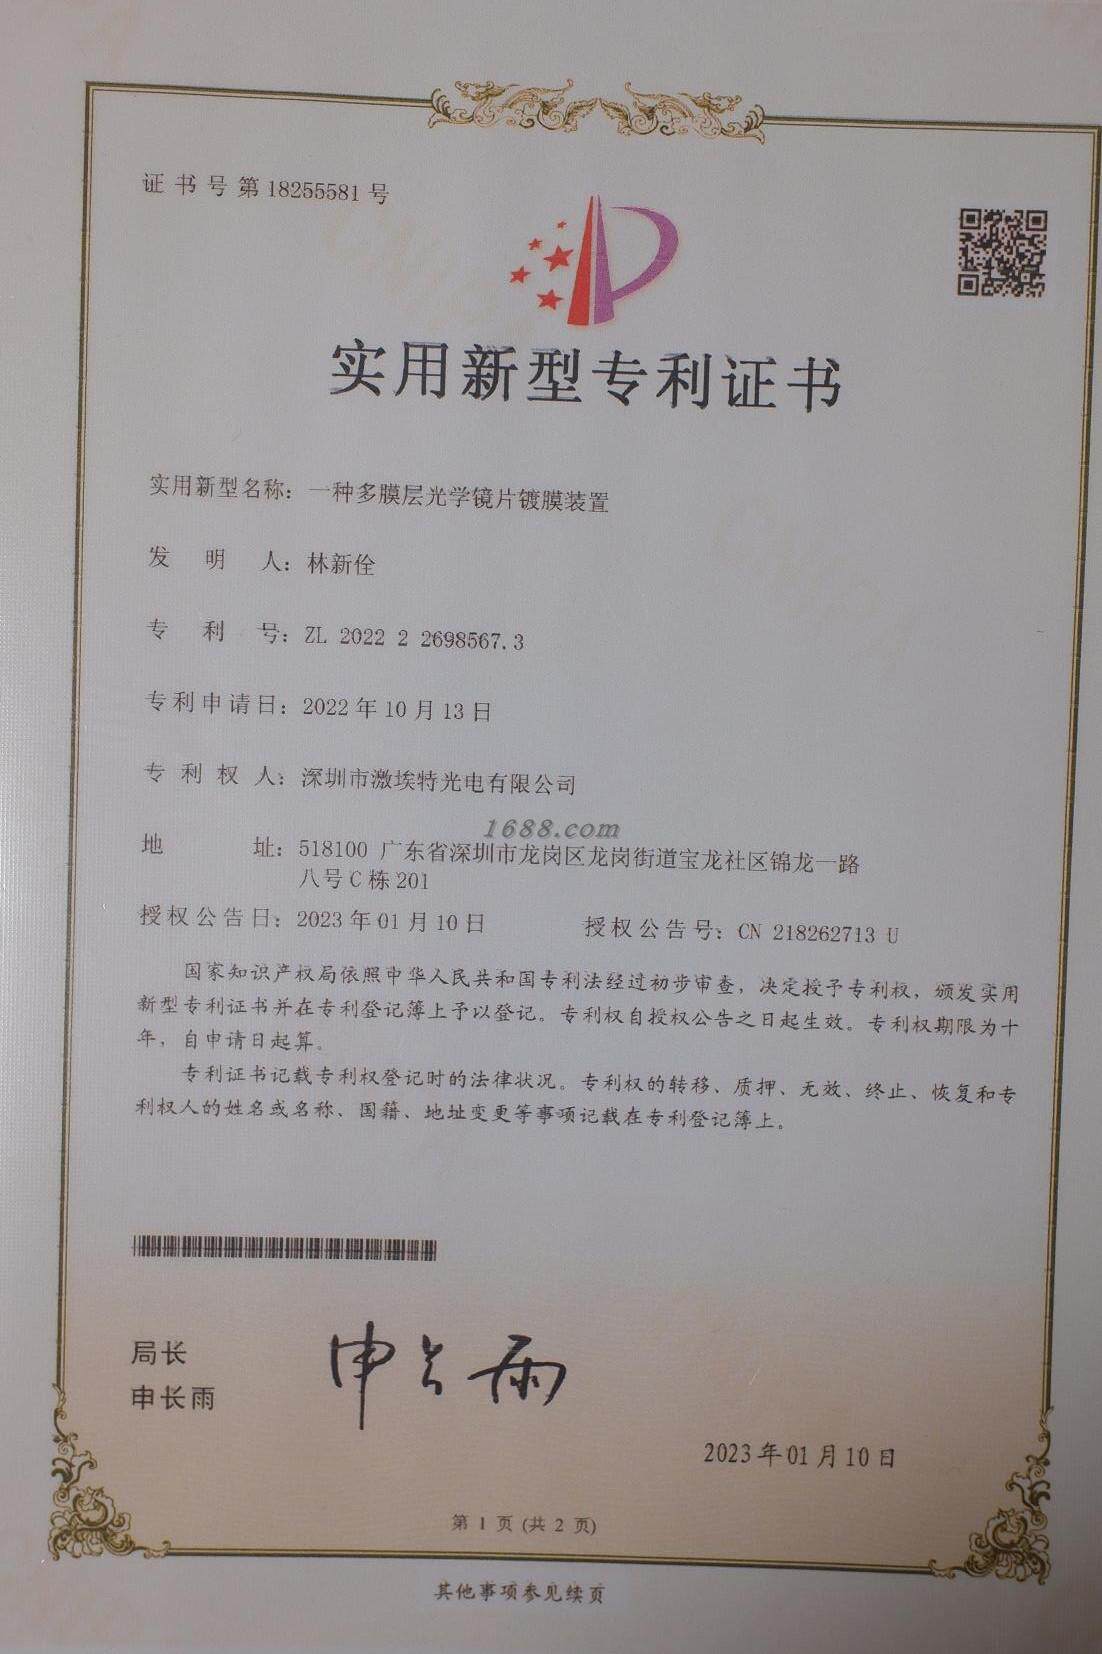 证书号第18255581号
实用新型专利证书
实用新型名称：一种多膜层光学镜片镀膜装置
发明人：林新佺
专利号：ZL 2022 2 2698567.3
专利申请日：2022年10月13日
专利权人：深圳市激埃特光电有限公司
1688.com
地址：518100 广东省深圳市龙岗区龙岗街道宝龙社区锦龙一路
八号C栋201
授权公告日：2023年01月10日 授权公告号：CN 218262713 U
国家知识产权局依照中华人民共和国专利法经过初步审查，决定授予专利权，颁发实用
新型专利证书并在专利登记簿上予以登记。专利权自授权公告之日起生效。专利权期限为十
年，自申请日起算。
专利证书记载专利权登记时的法律状况。专利权的转移、质押、无效、终止、恢复和专
利权人的姓名或名称、国籍、地址变更等事项记载在专利登记簿上。
局长
申长雨
申长雨
2023年01月10日
第 1 页 (共 2 页)
其他事项参见续页